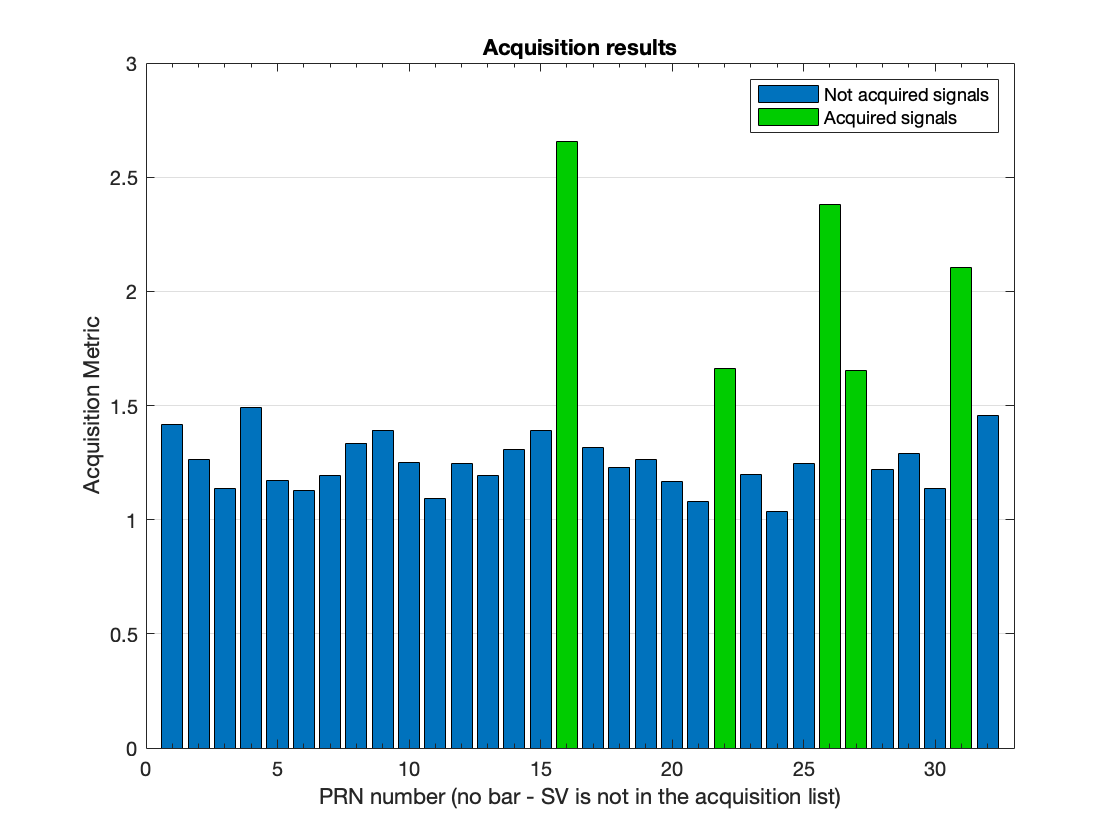 Acquisition results
Not acquired signals
Acquired signals
3
2.5
2
1.5
1
0.5
0
Acquisition Metric
0 5 10 15 20 25 30
PRN number (no bar - SV is not in the acquisition list)